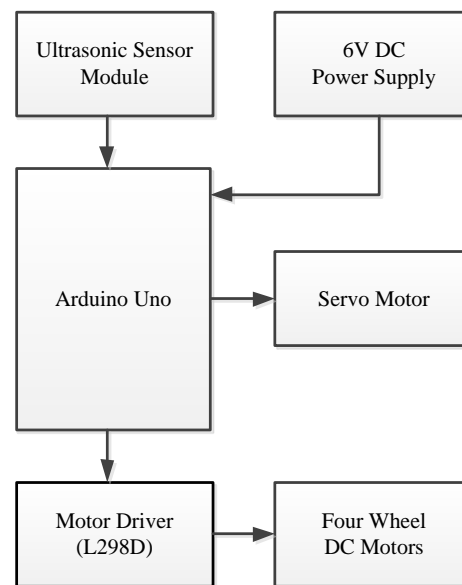 Ultrasonic Sensor
Module
6V DC
Power Supply
Arduino Uno
Servo Motor
Motor Driver
(L298D)
Four Wheel
DC Motors